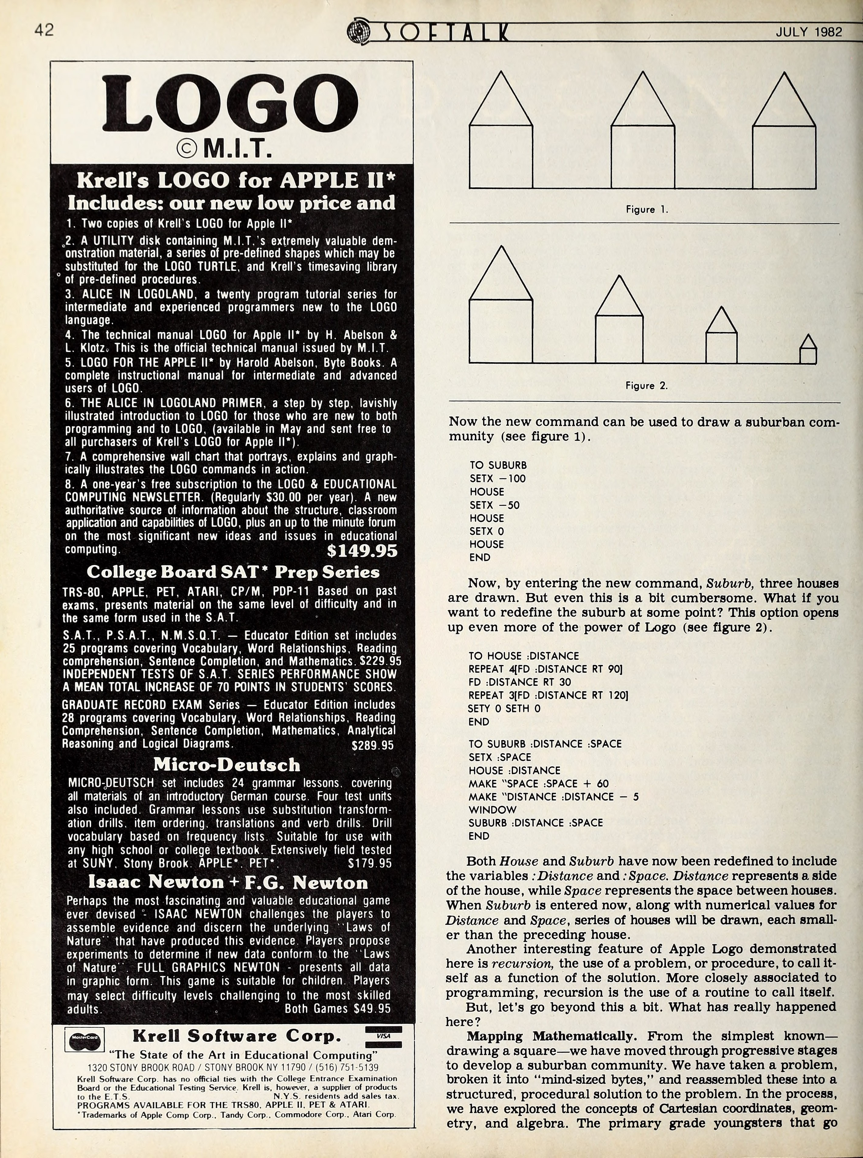 42
SOFTALK
JULY 1982
LOGO
© M.I.T.
Krell's LOGO for APPLE II*
Includes: our new low price and
1. Two copies of Krell's LOGO for Apple II*
2. A UTILITY disk containing M.I.T.'s extremely valuable dem-
onstration material, a series of pre-defined shapes which may be
substituted for the LOGO TURTLE, and Krell's timesaving library
of pre-defined procedures.
3. ALICE IN LOGOLAND, a twenty program tutorial series for
intermediate and experienced programmers new to the LOGO
language.
4. The technical manual LOGO for Apple II* by H. Abelson &
L. Klotz. This is the official technical manual issued by M.I.T.
5. LOGO FOR THE APPLE II* by Harold Abelson, Byte Books. A
complete instructional manual for intermediate and advanced
users of LOGO.
6. THE ALICE IN LOGOLAND PRIMER, a step by step, lavishly
illustrated introduction to LOGO for those who are new to both
programming and to LOGO, (available in May and sent free to
all purchasers of Krell's LOGO for Apple II*).
7. A comprehensive wall chart that portrays, explains and graph-
ically illustrates the LOGO commands in action.
8. A one-year's free subscription to the LOGO & EDUCATIONAL
COMPUTING NEWSLETTER. (Regularly $30.00 per year). A new
authoritative source of information about the structure, classroom
application and capabilities of LOGO, plus an up to the minute forum
on the most significant new ideas and issues in educational
computing. $149.95
College Board SAT* Prep Series
TRS-80, APPLE, PET, ATARI, CP/M, PDP-11 Based on past
exams, presents material on the same level of difficulty and in
the same form used in the S.A.T.
S.A.T., P.S.A.T., N.M.S.Q.T. — Educator Edition set includes
25 programs covering Vocabulary, Word Relationships, Reading
comprehension, Sentence Completion, and Mathematics. $229.95
INDEPENDENT TESTS OF S.A.T. SERIES PERFORMANCE SHOW
A MEAN TOTAL INCREASE OF 70 POINTS IN STUDENTS' SCORES.
GRADUATE RECORD EXAM Series — Educator Edition includes
28 programs covering Vocabulary, Word Relationships, Reading
Comprehension, Sentence Completion, Mathematics, Analytical
Reasoning and Logical Diagrams. $289.95
Micro-Deutsch
MICRO-DEUTSCH set includes 24 grammar lessons, covering
all materials of an introductory German course. Four test units
also included. Grammar lessons use substitution transform-
ation drills, item ordering, translations and verb drills. Drill
vocabulary based on frequency lists. Suitable for use with
any high school or college textbook. Extensively field tested
at SUNY, Stony Brook. APPLE*, PET*. $179.95
Isaac Newton + F.G. Newton
Perhaps the most fascinating and valuable educational game
ever devised - ISAAC NEWTON challenges the players to
assemble evidence and discern the underlying "Laws of
Nature" that have produced this evidence. Players propose
experiments to determine if new data conform to the "Laws
of Nature". FULL GRAPHICS NEWTON - presents all data
in graphic form. This game is suitable for children. Players
may select difficulty levels challenging to the most skilled
adults. Both Games $49.95
MasterCard
Krell Software Corp.
VISA
"The State of the Art in Educational Computing"
1320 STONY BROOK ROAD / STONY BROOK NY 11790 / (516) 751-5139
Krell Software Corp. has no official ties with the College Entrance Examination
Board or the Educational Testing Service. Krell is, however, a supplier of products
to the E.T.S. N.Y.S. residents add sales tax.
PROGRAMS AVAILABLE FOR THE TRS80, APPLE II, PET & ATARI.
*Trademarks of Apple Comp Corp., Tandy Corp., Commodore Corp., Atari Corp.
Figure 1.
Figure 2.
Now the new command can be used to draw a suburban com-
munity (see figure 1).
TO SUBURB
SETX −100
HOUSE
SETX −50
HOUSE
SETX 0
HOUSE
END
Now, by entering the new command, Suburb, three houses
are drawn. But even this is a bit cumbersome. What if you
want to redefine the suburb at some point? This option opens
up even more of the power of Logo (see figure 2).
TO HOUSE :DISTANCE
REPEAT 4[FD :DISTANCE RT 90]
FD :DISTANCE RT 30
REPEAT 3[FD :DISTANCE RT 120]
SETY 0 SETH 0
END
TO SUBURB :DISTANCE :SPACE
SETX :SPACE
HOUSE :DISTANCE
MAKE "SPACE :SPACE + 60
MAKE "DISTANCE :DISTANCE − 5
WINDOW
SUBURB :DISTANCE :SPACE
END
Both House and Suburb have now been redefined to include
the variables :Distance and :Space. Distance represents a side
of the house, while Space represents the space between houses.
When Suburb is entered now, along with numerical values for
Distance and Space, series of houses will be drawn, each small-
er than the preceding house.
Another interesting feature of Apple Logo demonstrated
here is recursion, the use of a problem, or procedure, to call it-
self as a function of the solution. More closely associated to
programming, recursion is the use of a routine to call itself.
But, let's go beyond this a bit. What has really happened
here?
Mapping Mathematically. From the simplest known—
drawing a square—we have moved through progressive stages
to develop a suburban community. We have taken a problem,
broken it into "mind-sized bytes," and reassembled these into a
structured, procedural solution to the problem. In the process,
we have explored the concepts of Cartesian coordinates, geom-
etry, and algebra. The primary grade youngsters that go